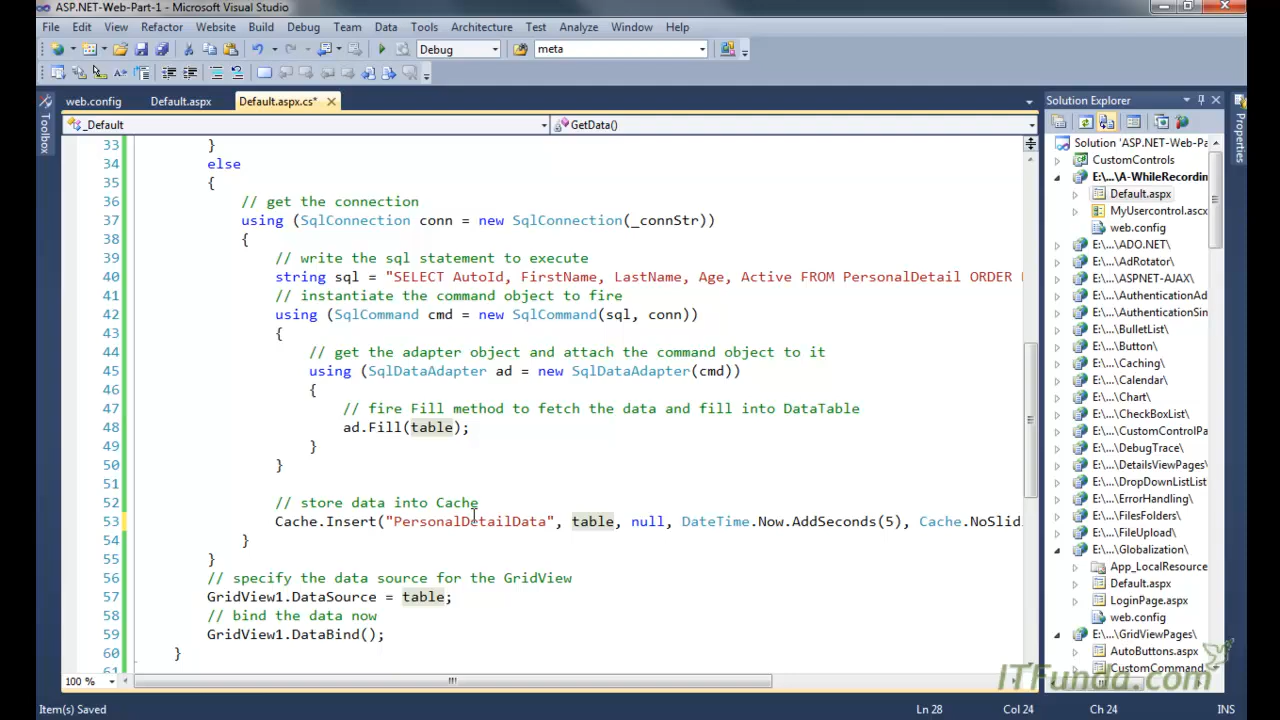 ASP.NET-Web-Part-1 - Microsoft Visual Studio
File Edit View Refactor Website Build Debug Team Data Tools Architecture Test Analyze Window Help
Debug meta
web.config Default.aspx Default.aspx.cs*
_Default GetData()
33 }
34 else
35 {
36 // get the connection
37 using (SqlConnection conn = new SqlConnection(_connStr))
38 {
39 // write the sql statement to execute
40 string sql = "SELECT AutoId, FirstName, LastName, Age, Active FROM PersonalDetail ORDER
41 // instantiate the command object to fire
42 using (SqlCommand cmd = new SqlCommand(sql, conn))
43 {
44 // get the adapter object and attach the command object to it
45 using (SqlDataAdapter ad = new SqlDataAdapter(cmd))
46 {
47 // fire Fill method to fetch the data and fill into DataTable
48 ad.Fill(table);
49 }
50 }
51
52 // store data into Cache
53 Cache.Insert("PersonalDetailData", table, null, DateTime.Now.AddSeconds(5), Cache.NoSlid
54 }
55 }
56 // specify the data source for the GridView
57 GridView1.DataSource = table;
58 // bind the data now
59 GridView1.DataBind();
60 }
61
100 %
Toolbox
Solution Explorer
Solution 'ASP.NET-Web-Pa
CustomControls
E:\...\A-WhileRecordin
Default.aspx
MyUsercontrol.ascx
web.config
E:\...\ADO.NET\
E:\...\AdRotator\
E:\...\ASPNET-AJAX\
E:\...\AuthenticationAd
E:\...\AuthenticationSin
E:\...\BulletList\
E:\...\Button\
E:\...\Caching\
E:\...\Calendar\
E:\...\Chart\
E:\...\CheckBoxList\
E:\...\CustomControlPa
E:\...\DebugTrace\
E:\...\DetailsViewPages\
E:\...\DropDownListList
E:\...\ErrorHandling\
E:\...\FilesFolders\
E:\...\FileUpload\
E:\...\Globalization\
App_LocalResource
Default.aspx
LoginPage.aspx
web.config
E:\...\GridViewPages\
AutoButtons.aspx
CustomCommand
Properties
ITFunda.com
Item(s) Saved Ln 28 Col 24 Ch 24 INS